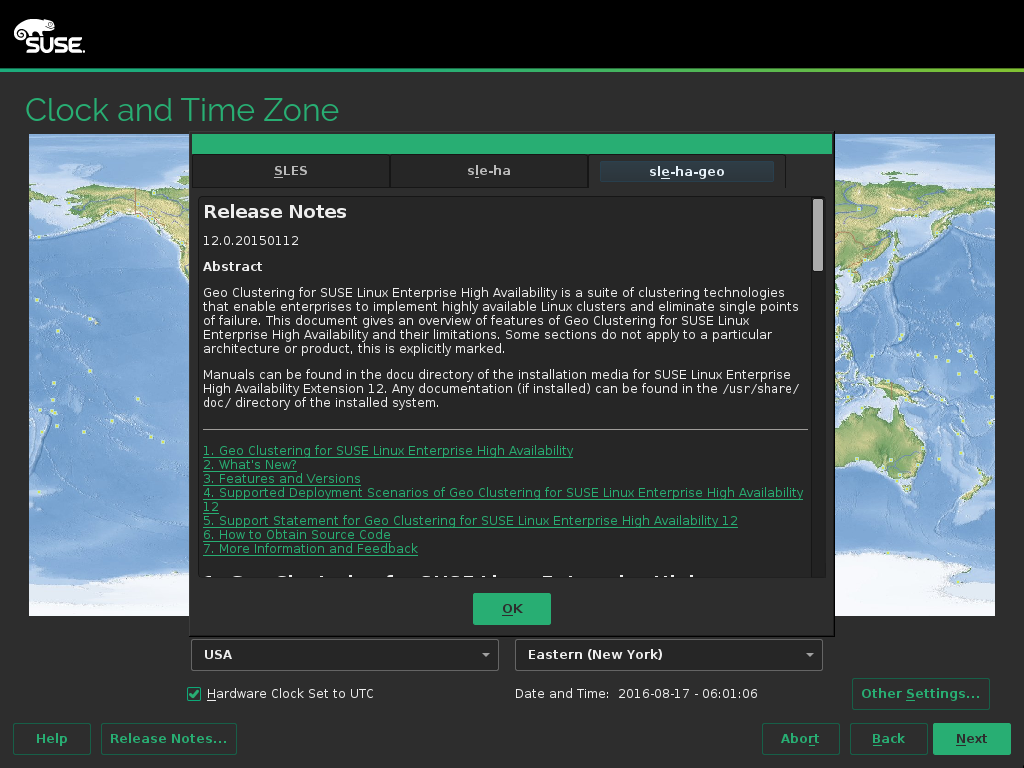 SUSE.
Clock and Time Zone
SLES
sle-ha
sle-ha-geo
Release Notes
12.0.20150112
Abstract
Geo Clustering for SUSE Linux Enterprise High Availability is a suite of clustering technologies
that enable enterprises to implement highly available Linux clusters and eliminate single points
of failure. This document gives an overview of features of Geo Clustering for SUSE Linux
Enterprise High Availability and their limitations. Some sections do not apply to a particular
architecture or product, this is explicitly marked.
Manuals can be found in the docu directory of the installation media for SUSE Linux Enterprise
High Availability Extension 12. Any documentation (if installed) can be found in the /usr/share/
doc/ directory of the installed system.
1. Geo Clustering for SUSE Linux Enterprise High Availability
2. What's New?
3. Features and Versions
4. Supported Deployment Scenarios of Geo Clustering for SUSE Linux Enterprise High Availability
12
5. Support Statement for Geo Clustering for SUSE Linux Enterprise High Availability 12
6. How to Obtain Source Code
7. More Information and Feedback
1. Geo Clustering for SUSE Linux Enterprise High
OK
USA
Eastern (New York)
Hardware Clock Set to UTC
Date and Time: 2016-08-17 - 06:01:06
Other Settings...
Help
Release Notes...
Abort
Back
Next